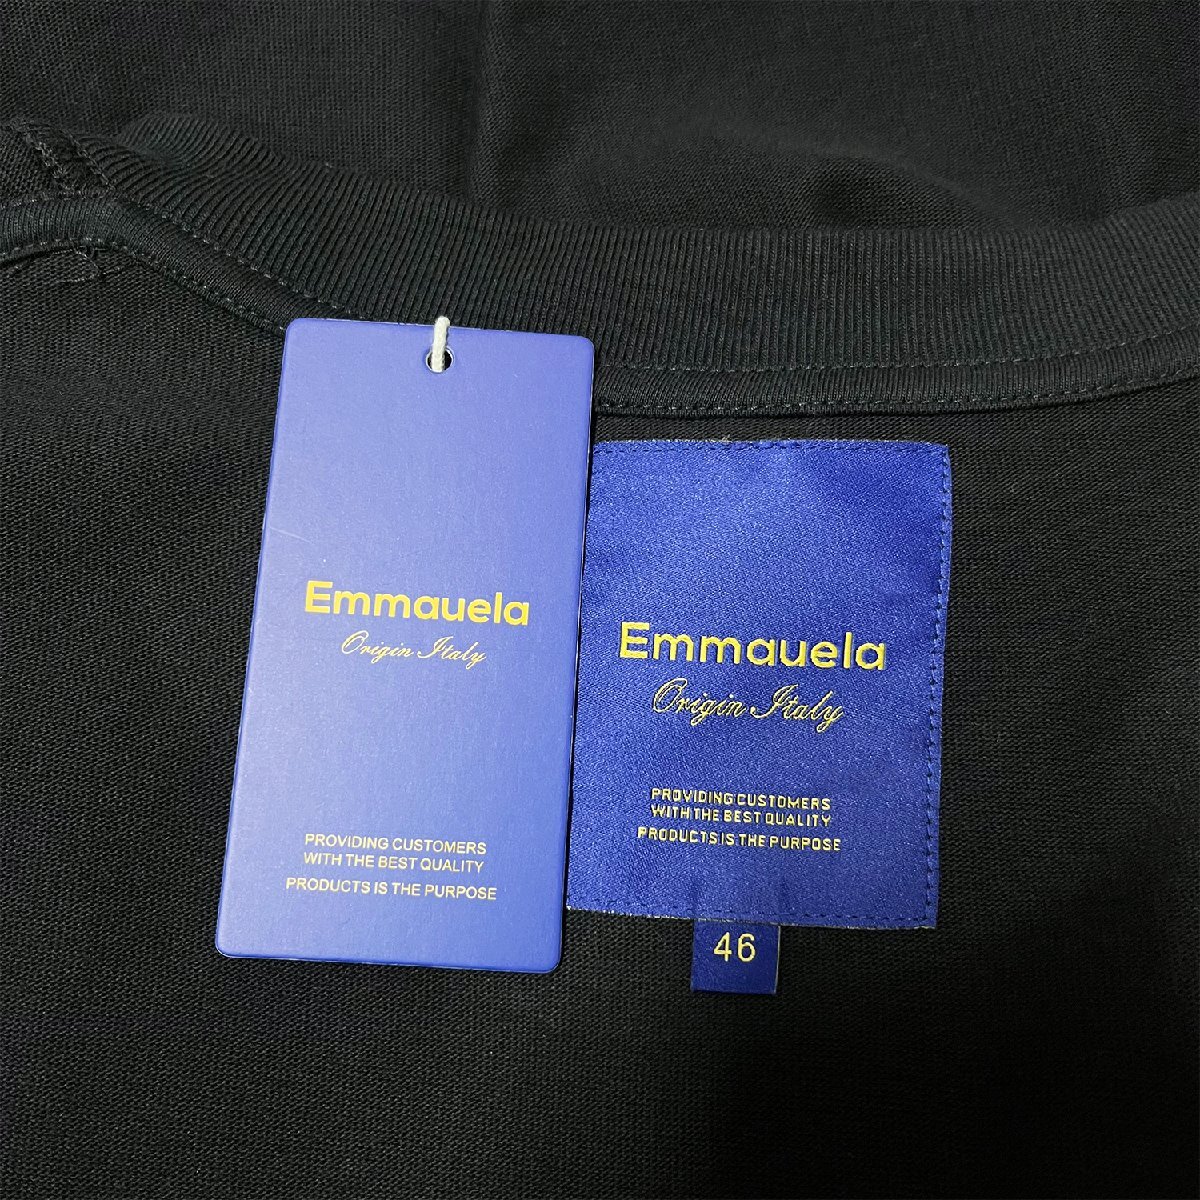 Emmauela
Origin Italy
PROVIDING CUSTOMERS
WITH THE BEST QUALITY
PRODUCTS IS THE PURPOSE
Emmauela
Origin Italy
PROVIDING CUSTOMERS
WITH THE BEST QUALITY
PRODUCTS IS THE PURPOSE
46